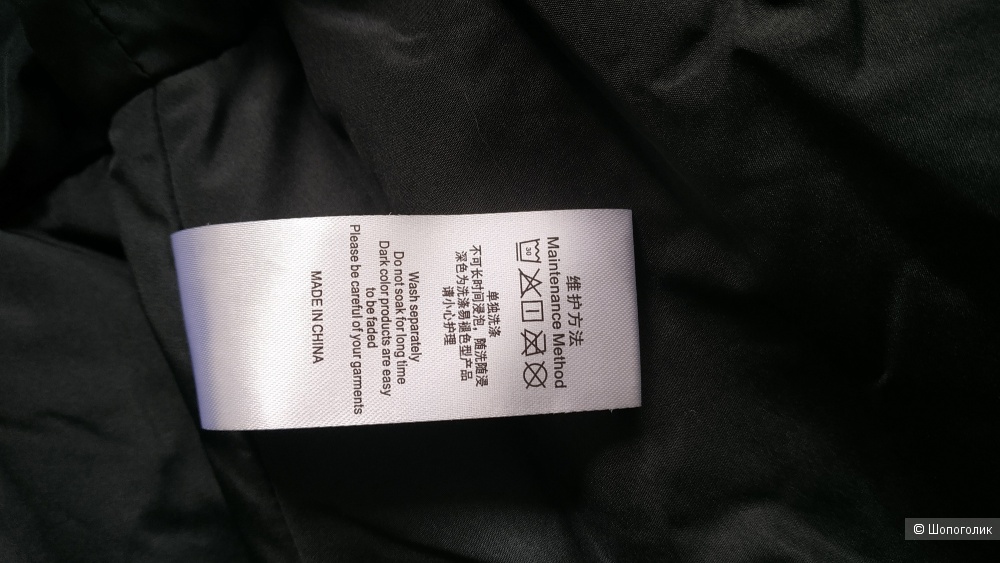 维护方法
Maintenance Method
30
单独洗涤
不可长时间浸泡，随洗随浸
深色为洗涤易褪色型产品
请小心护理
Wash separately
Do not soak for long time
Dark color products are easy
to be faded
Please be careful of your garments
MADE IN CHINA
© Шопоголик